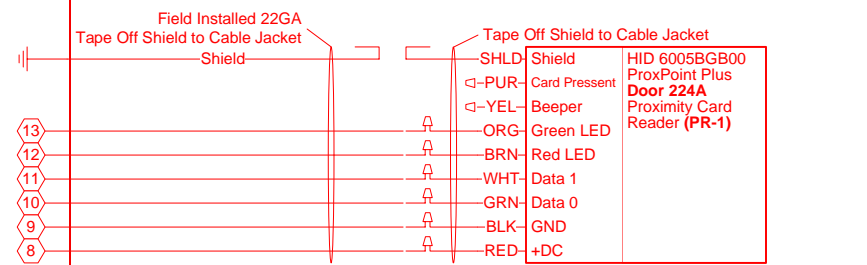 Field Installed 22GA
Tape Off Shield to Cable Jacket
Tape Off Shield to Cable Jacket
Shield
SHLD Shield
PUR Card Pressent
YEL Beeper
13 ORG Green LED
12 BRN Red LED
11 WHT Data 1
10 GRN Data 0
9 BLK GND
8 RED +DC
HID 6005BGB00
ProxPoint Plus
Door 224A
Proximity Card
Reader (PR-1)